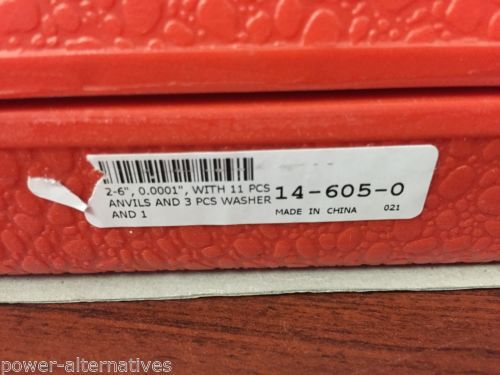 2-6", 0.0001", WITH 11 PCS
ANVILS AND 3 PCS WASHER
AND 1
14-605-0
MADE IN CHINA 021
power-alternatives